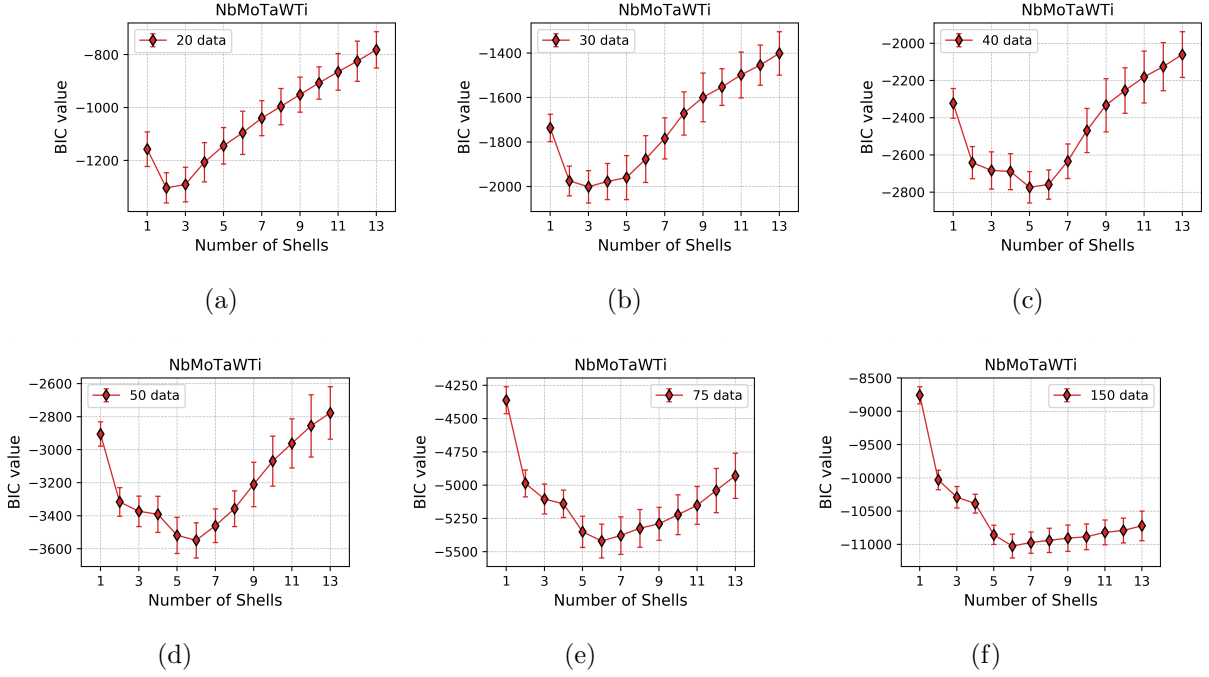 NbMoTaWTi
20 data
BIC value
−800
−1000
−1200
1 3 5 7 9 11 13
Number of Shells
(a)
NbMoTaWTi
30 data
BIC value
−1400
−1600
−1800
−2000
1 3 5 7 9 11 13
Number of Shells
(b)
NbMoTaWTi
40 data
BIC value
−2000
−2200
−2400
−2600
−2800
1 3 5 7 9 11 13
Number of Shells
(c)
NbMoTaWTi
50 data
BIC value
−2600
−2800
−3000
−3200
−3400
−3600
1 3 5 7 9 11 13
Number of Shells
(d)
NbMoTaWTi
75 data
BIC value
−4250
−4500
−4750
−5000
−5250
−5500
1 3 5 7 9 11 13
Number of Shells
(e)
NbMoTaWTi
150 data
BIC value
−8500
−9000
−9500
−10000
−10500
−11000
1 3 5 7 9 11 13
Number of Shells
(f)